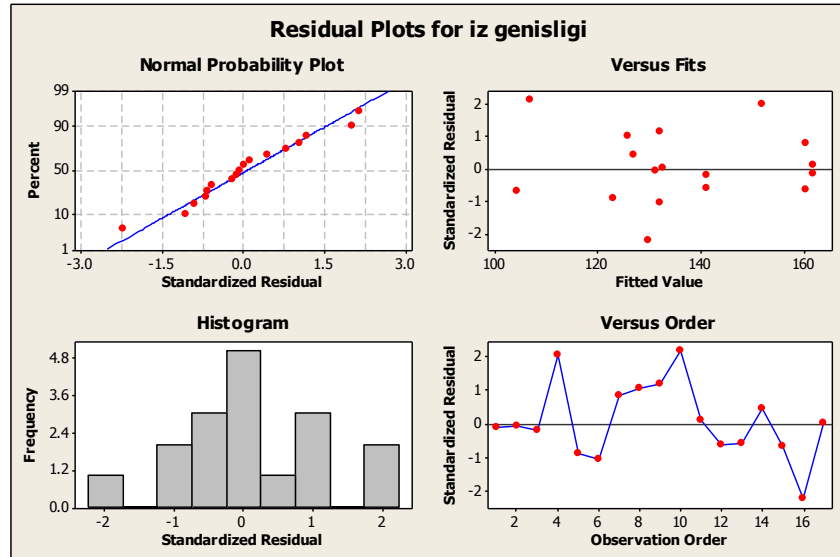 Residual Plots for iz genisligi
Normal Probability Plot
99
90
50
10
1
Percent
-3.0 -1.5 0.0 1.5 3.0
Standardized Residual
Versus Fits
2
1
0
-1
-2
Standardized Residual
100 120 140 160
Fitted Value
Histogram
4.8
3.6
2.4
1.2
0.0
Frequency
-2 -1 0 1 2
Standardized Residual
Versus Order
2
1
0
-1
-2
Standardized Residual
2 4 6 8 10 12 14 16
Observation Order